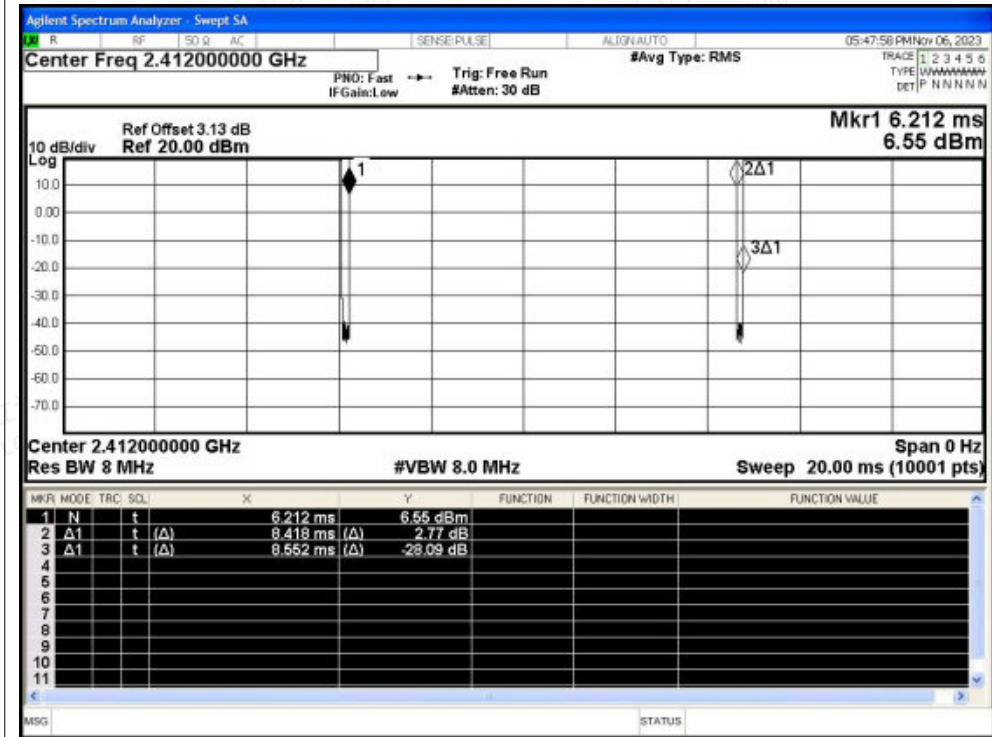 Agilent Spectrum Analyzer - Swept SA
R RF 50 Ω AC SENSE:PULSE ALIGNAUTO 05:47:58 PMNov 06, 2023
Center Freq 2.412000000 GHz #Avg Type: RMS TRACE 1 2 3 4 5 6
PNO: Fast Trig: Free Run TYPE WWWWWW
IFGain:Low #Atten: 30 dB DET P N N N N N
Mkr1 6.212 ms
Ref Offset 3.13 dB
10 dB/div Ref 20.00 dBm 6.55 dBm
Log
1
2Δ1
10.0
0.00
-10.0
3Δ1
-20.0
-30.0
-40.0
-50.0
-60.0
-70.0
Center 2.412000000 GHz Span 0 Hz
Res BW 8 MHz #VBW 8.0 MHz Sweep 20.00 ms (10001 pts)
MKR MODE TRC SCL X Y FUNCTION FUNCTION WIDTH FUNCTION VALUE
1 N t 6.212 ms 6.55 dBm
2 Δ1 t (Δ) 8.418 ms (Δ) 2.77 dB
3 Δ1 t (Δ) 8.552 ms (Δ) -28.09 dB
4
5
6
7
8
9
10
11
MSG STATUS